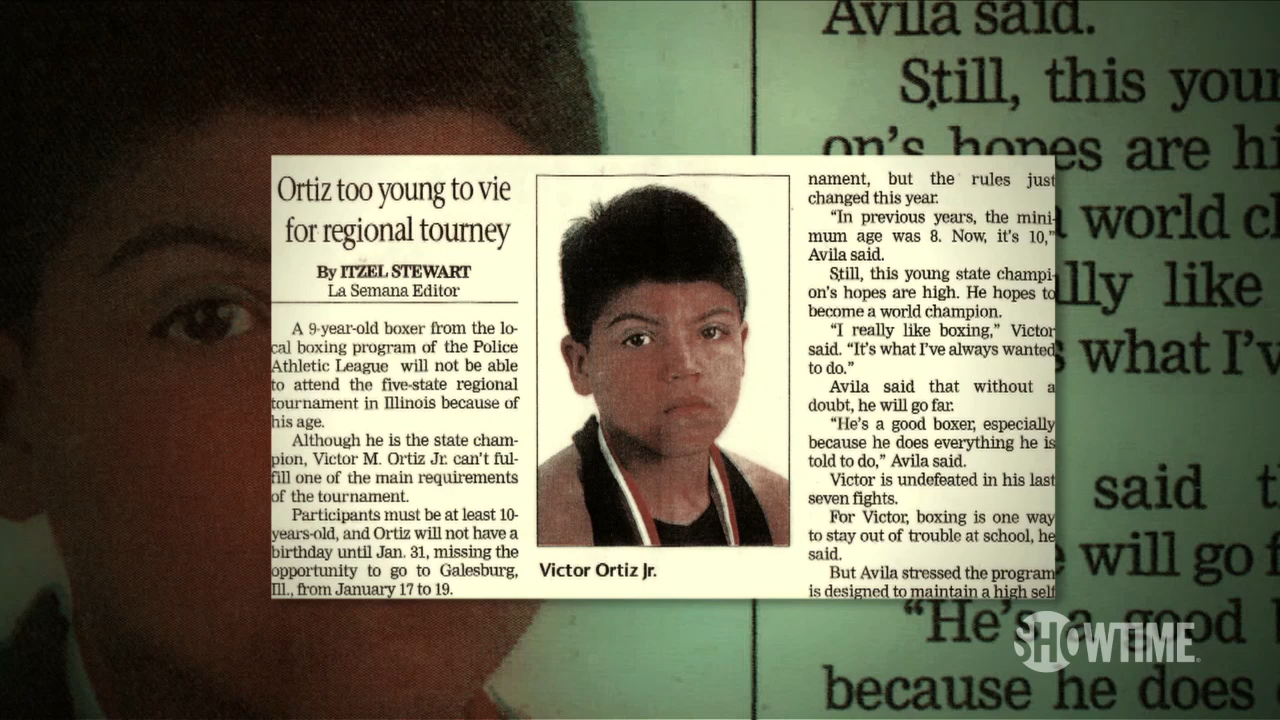 Ortiz too young to vie
for regional tourney
By ITZEL STEWART
La Semana Editor
A 9-year-old boxer from the lo-
cal boxing program of the Police
Athletic League will not be able
to attend the five-state regional
tournament in Illinois because of
his age.
Although he is the state cham-
pion, Victor M. Ortiz Jr. can't ful-
fill one of the main requirements
of the tournament.
Participants must be at least 10-
years-old, and Ortiz will not have a
birthday until Jan. 31, missing the
opportunity to go to Galesburg,
Ill., from January 17 to 19.
Victor Ortiz Jr.
nament, but the rules just
changed this year.
“In previous years, the mini-
mum age was 8. Now, it's 10,”
Avila said.
Still, this young state champi-
on's hopes are high. He hopes to
become a world champion.
“I really like boxing,” Victor
said. “It's what I've always wanted
to do.”
Avila said that without a
doubt, he will go far.
“He's a good boxer, especially
because he does everything he is
told to do,” Avila said.
Victor is undefeated in his last
seven fights.
For Victor, boxing is one way
to stay out of trouble at school, he
said.
But Avila stressed the program
is designed to maintain a high self
Avila said.
Still, this your
on's hopes are hi
world ch
lly like
what I'v
said t
will go f
“He's a good
because he does
SHOWTIME